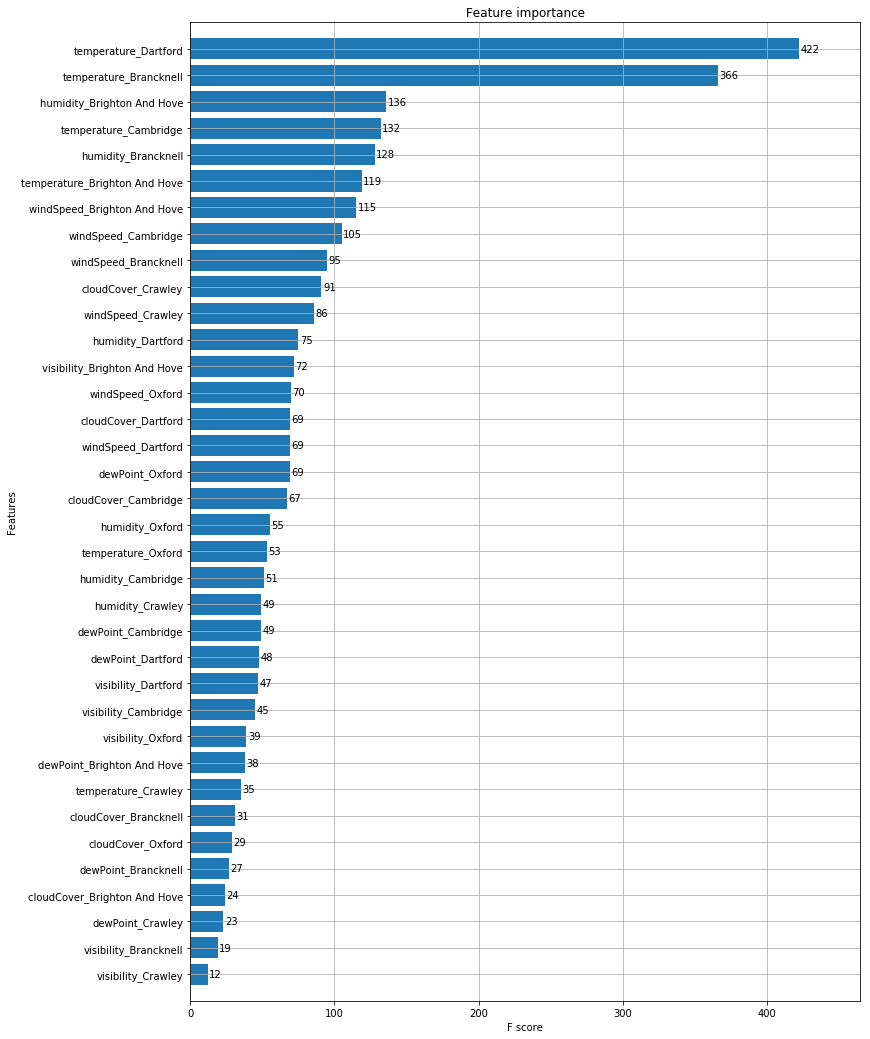 Feature importance
temperature_Dartford 422
temperature_Brancknell 366
humidity_Brighton And Hove 136
temperature_Cambridge 132
humidity_Brancknell 128
temperature_Brighton And Hove 119
windSpeed_Brighton And Hove 115
windSpeed_Cambridge 105
windSpeed_Brancknell 95
cloudCover_Crawley 91
windSpeed_Crawley 86
humidity_Dartford 75
visibility_Brighton And Hove 72
windSpeed_Oxford 70
cloudCover_Dartford 69
windSpeed_Dartford 69
dewPoint_Oxford 69
cloudCover_Cambridge 67
humidity_Oxford 55
temperature_Oxford 53
humidity_Cambridge 51
humidity_Crawley 49
dewPoint_Cambridge 49
dewPoint_Dartford 48
visibility_Dartford 47
visibility_Cambridge 45
visibility_Oxford 39
dewPoint_Brighton And Hove 38
temperature_Crawley 35
cloudCover_Brancknell 31
cloudCover_Oxford 29
dewPoint_Brancknell 27
cloudCover_Brighton And Hove 24
dewPoint_Crawley 23
visibility_Brancknell 19
visibility_Crawley 12
Features
0 100 200 300 400
F score